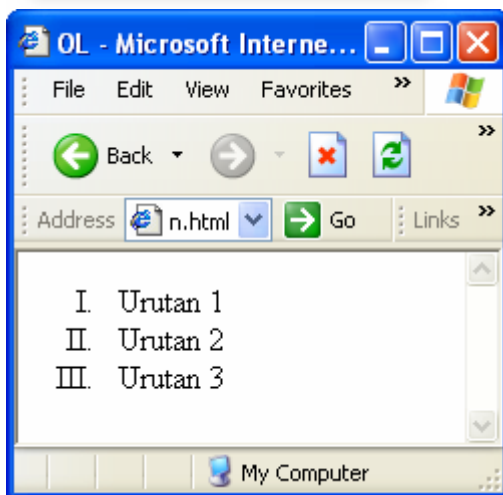 OL - Microsoft Interne...
File Edit View Favorites »
Back »
Address n.html Go Links »
I. Urutan 1
II. Urutan 2
III. Urutan 3
My Computer